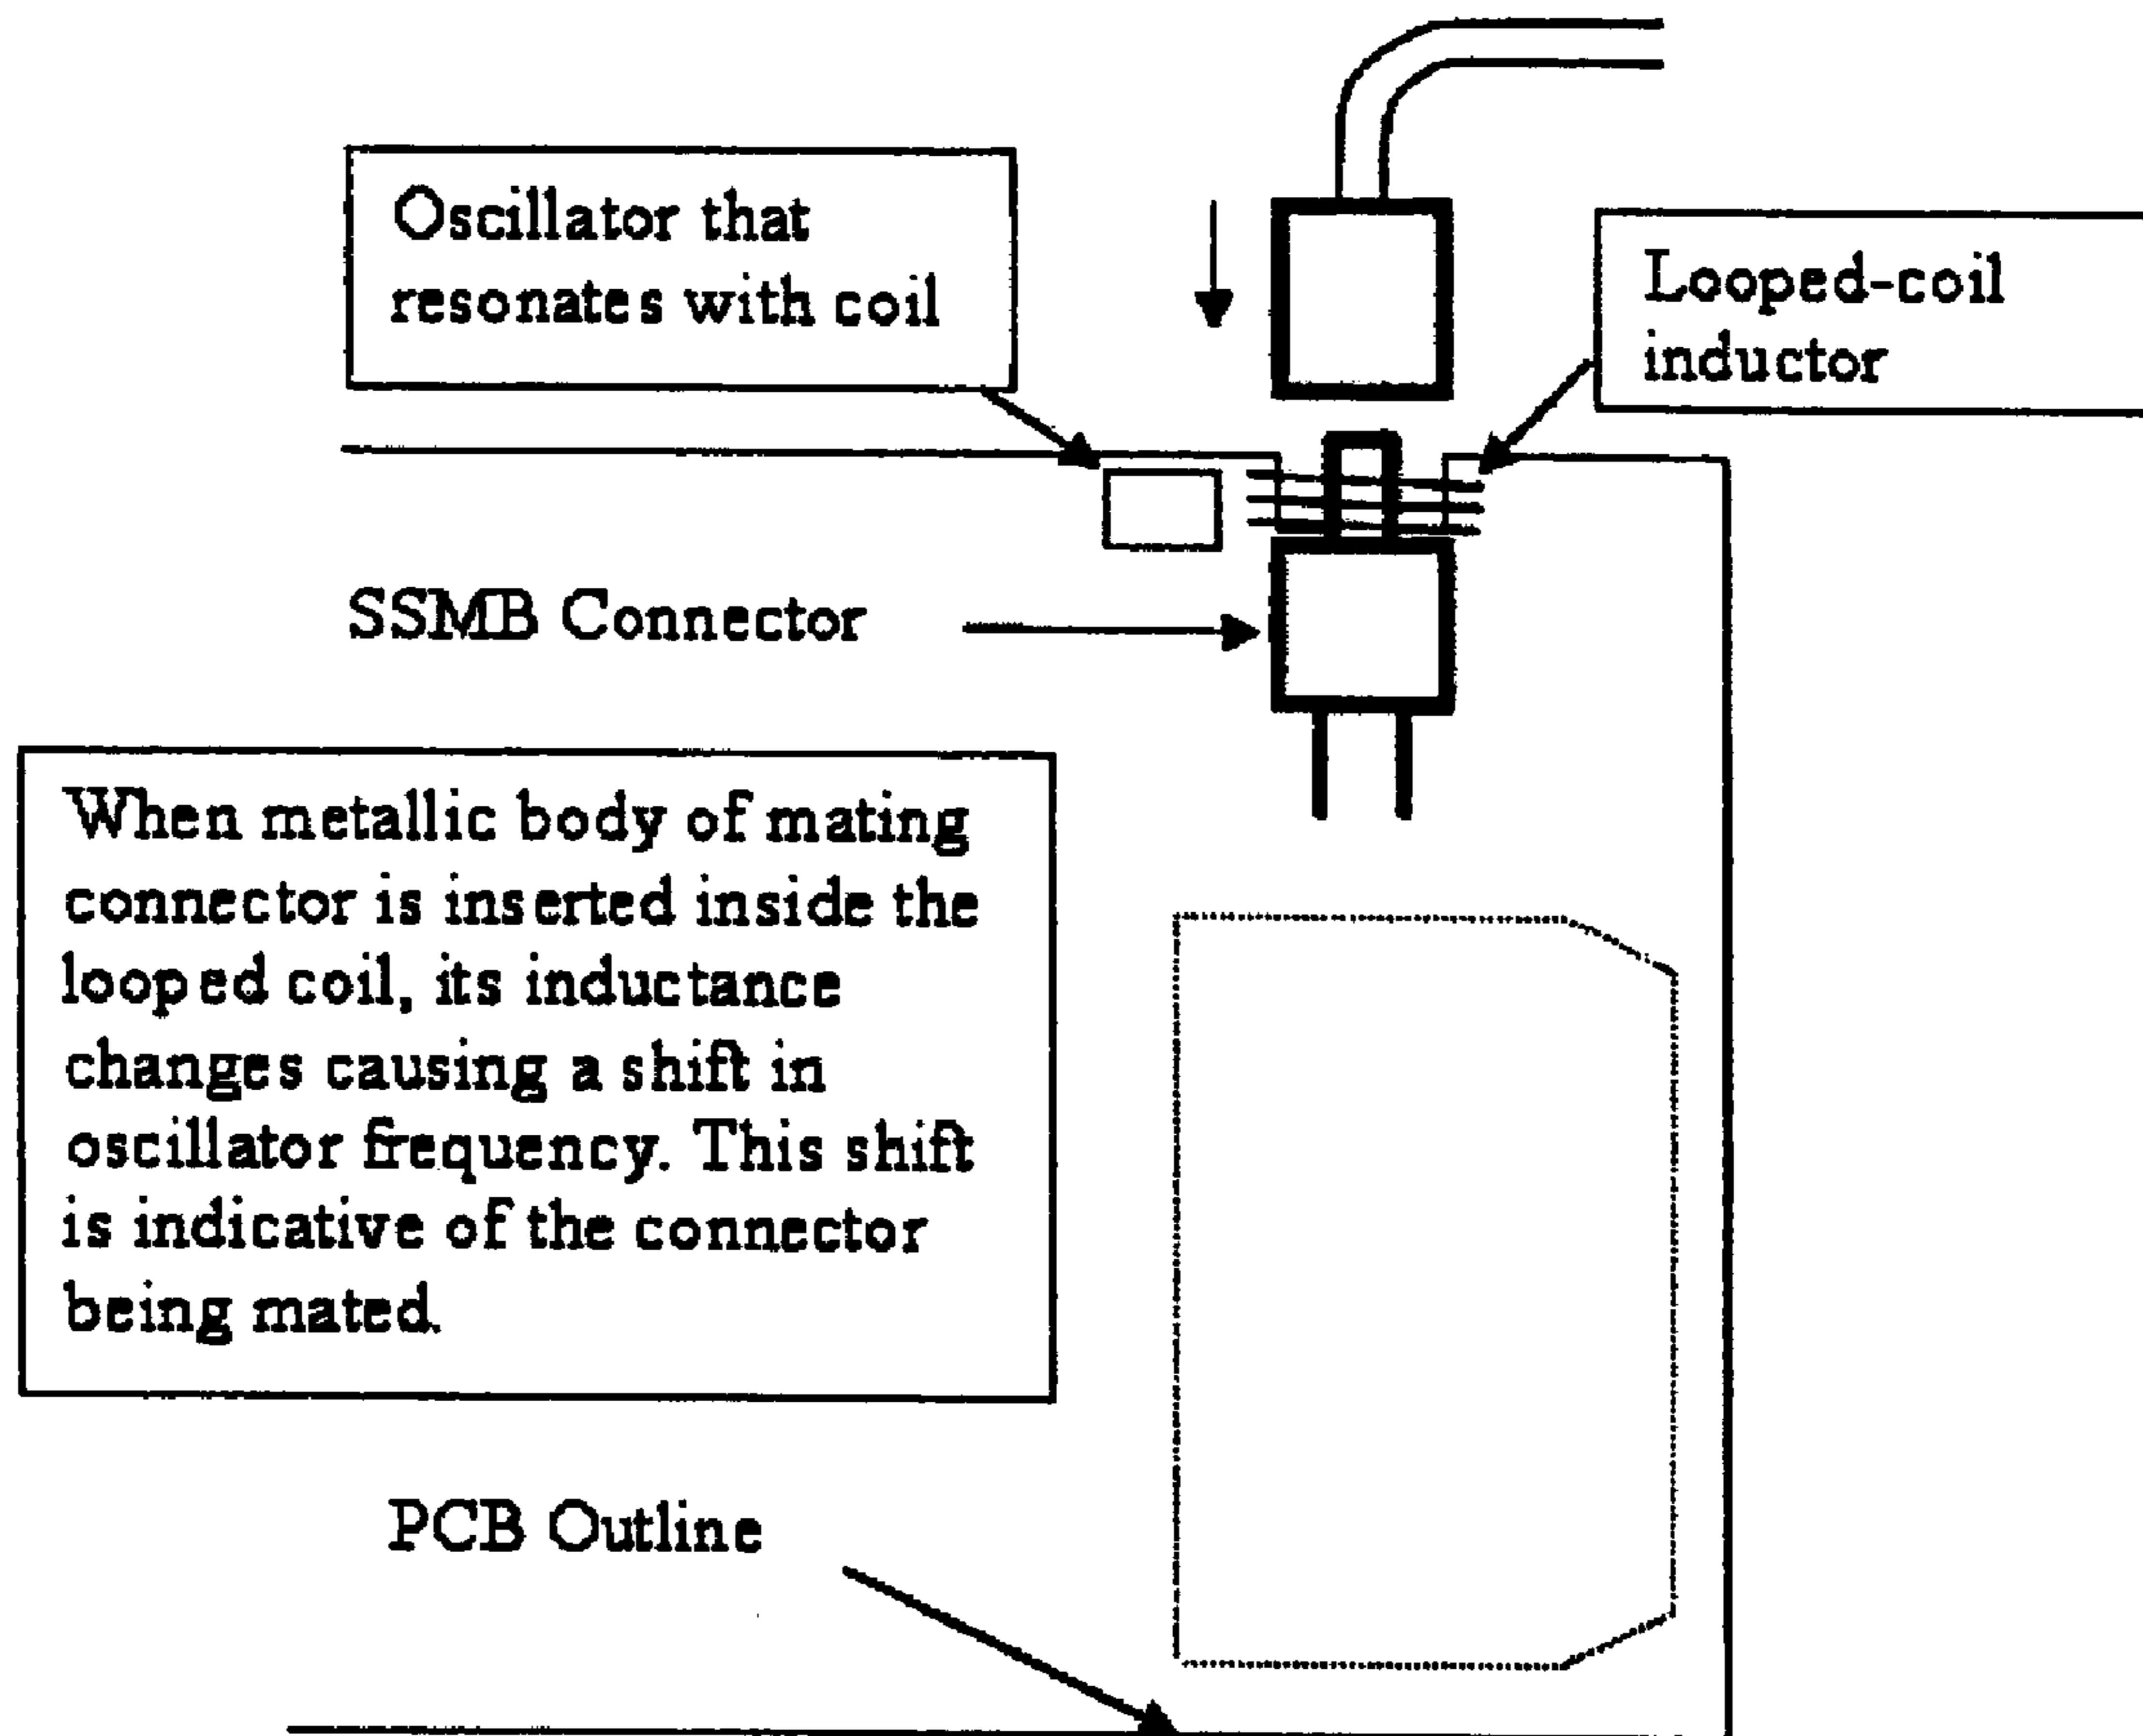 Oscillator that
resonates with coil
Looped-coil
inductor
SSMB Connector
When metallic body of mating
connector is inserted inside the
looped coil, its inductance
changes causing a shift in
oscillator frequency. This shift
is indicative of the connector
being mated.
PCB Outline